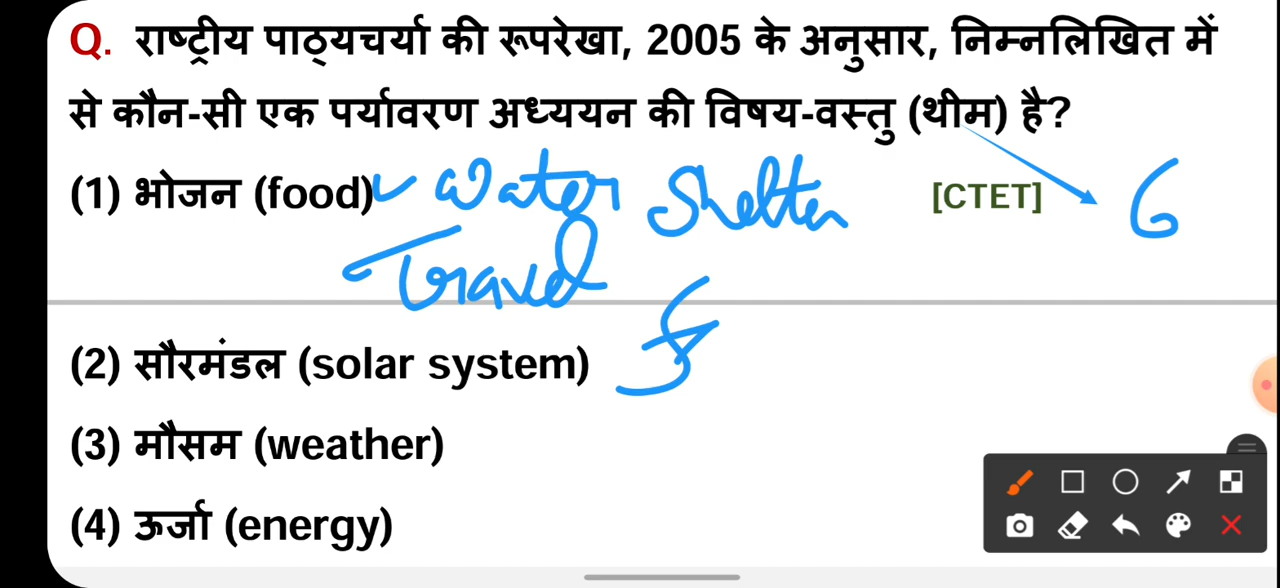 Q. राष्ट्रीय पाठ्यचर्या की रूपरेखा, 2005 के अनुसार, निम्नलिखित में
से कौन-सी एक पर्यावरण अध्ययन की विषय-वस्तु (थीम) है?
(1) भोजन (food) water Shelter [CTET] 6
Travel
(2) सौरमंडल (solar system)
(3) मौसम (weather)
(4) ऊर्जा (energy)